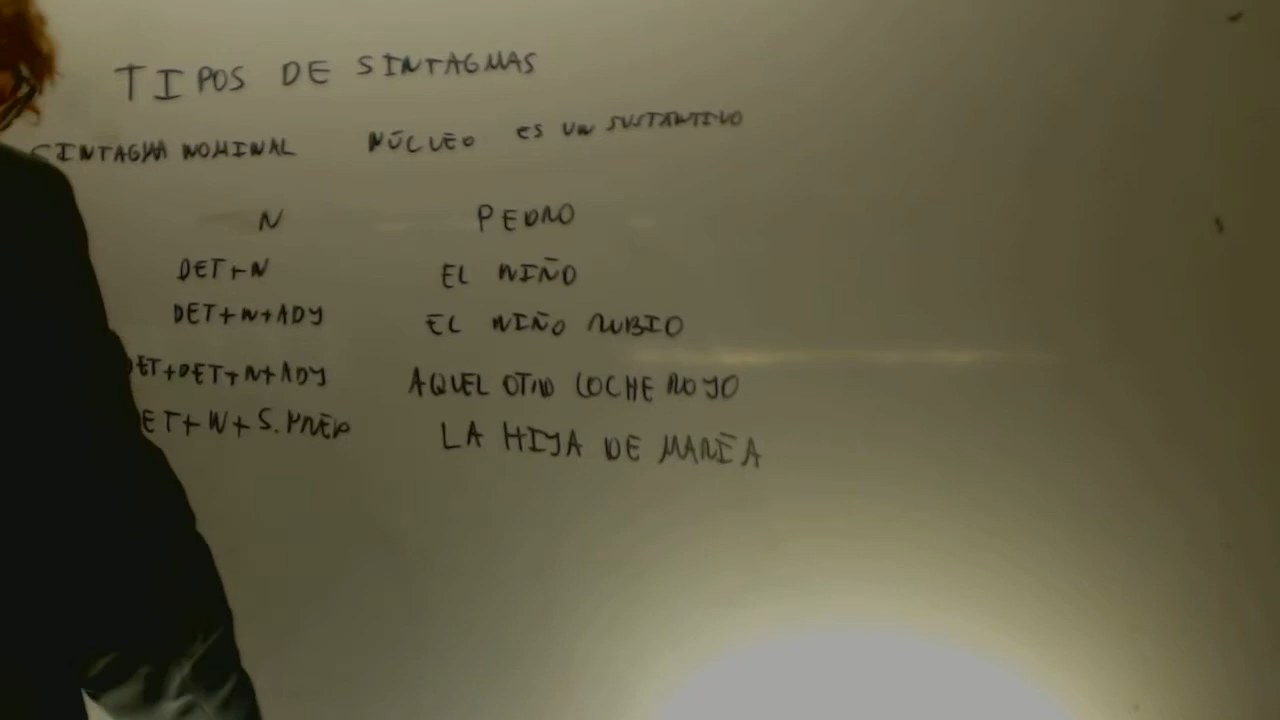 TIPOS DE SINTAGMAS
SINTAGMA NOMINAL NÚCLEO ES UN SUSTANTIVO
N PEDRO
DET+N EL NIÑO
DET+N+ADJ EL NIÑO RUBIO
ET+DET+N+ADJ AQUEL OTRO COCHE ROJO
ET+N+S.PREP LA HIJA DE MARÍA